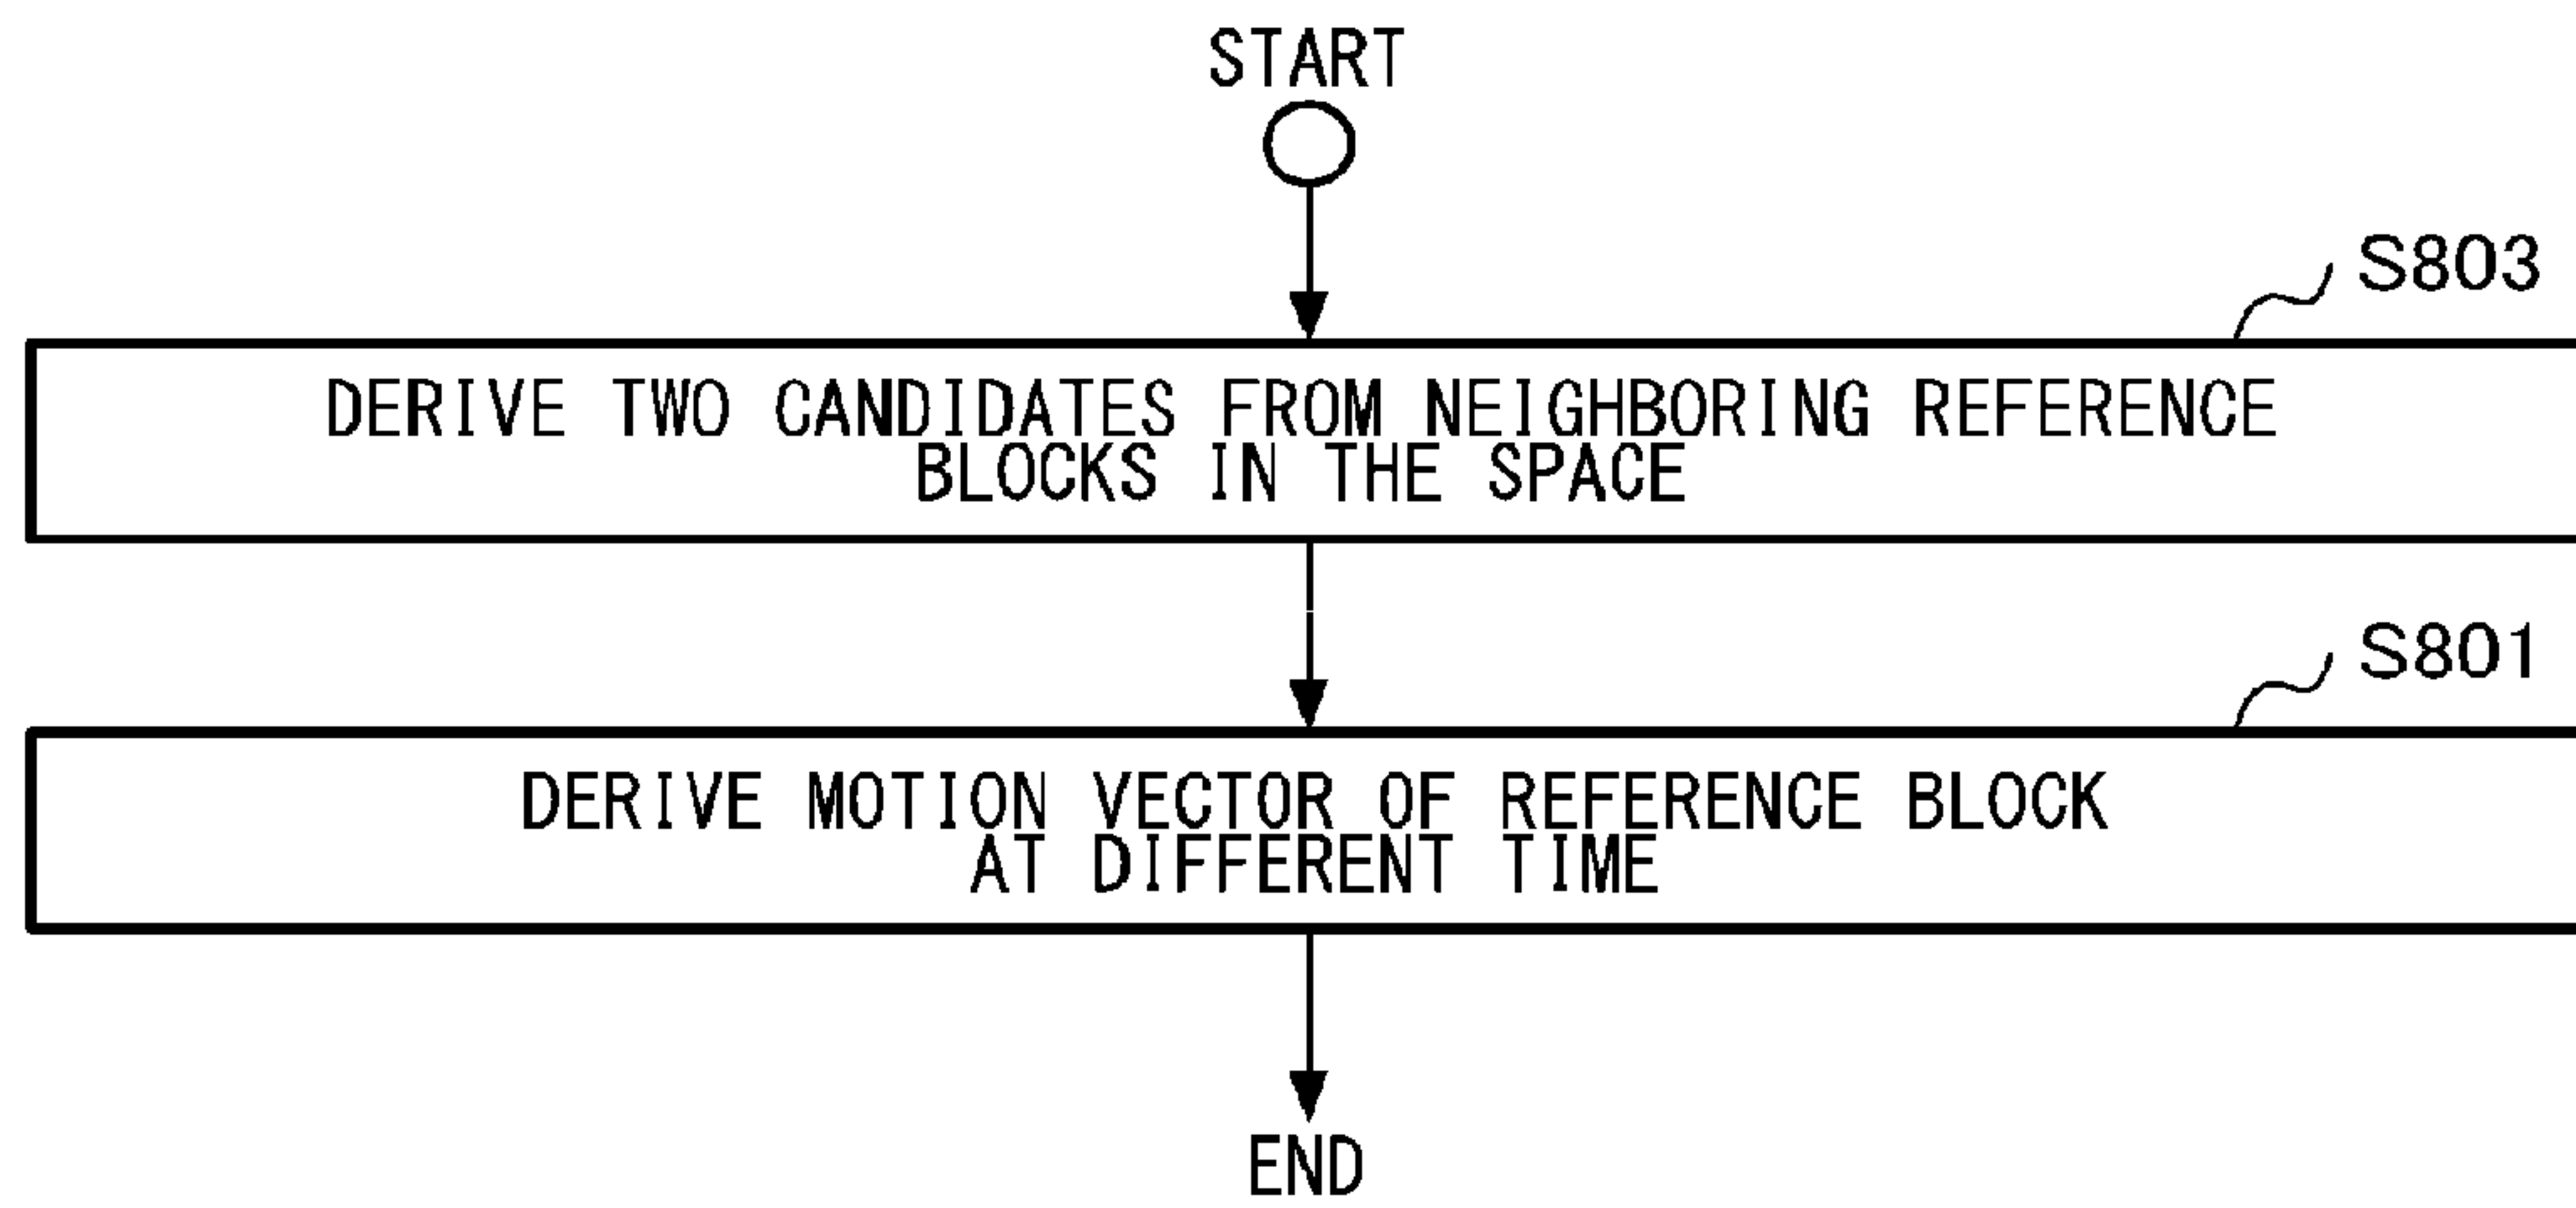 START
S803
DERIVE TWO CANDIDATES FROM NEIGHBORING REFERENCE
BLOCKS IN THE SPACE
S801
DERIVE MOTION VECTOR OF REFERENCE BLOCK
AT DIFFERENT TIME
END